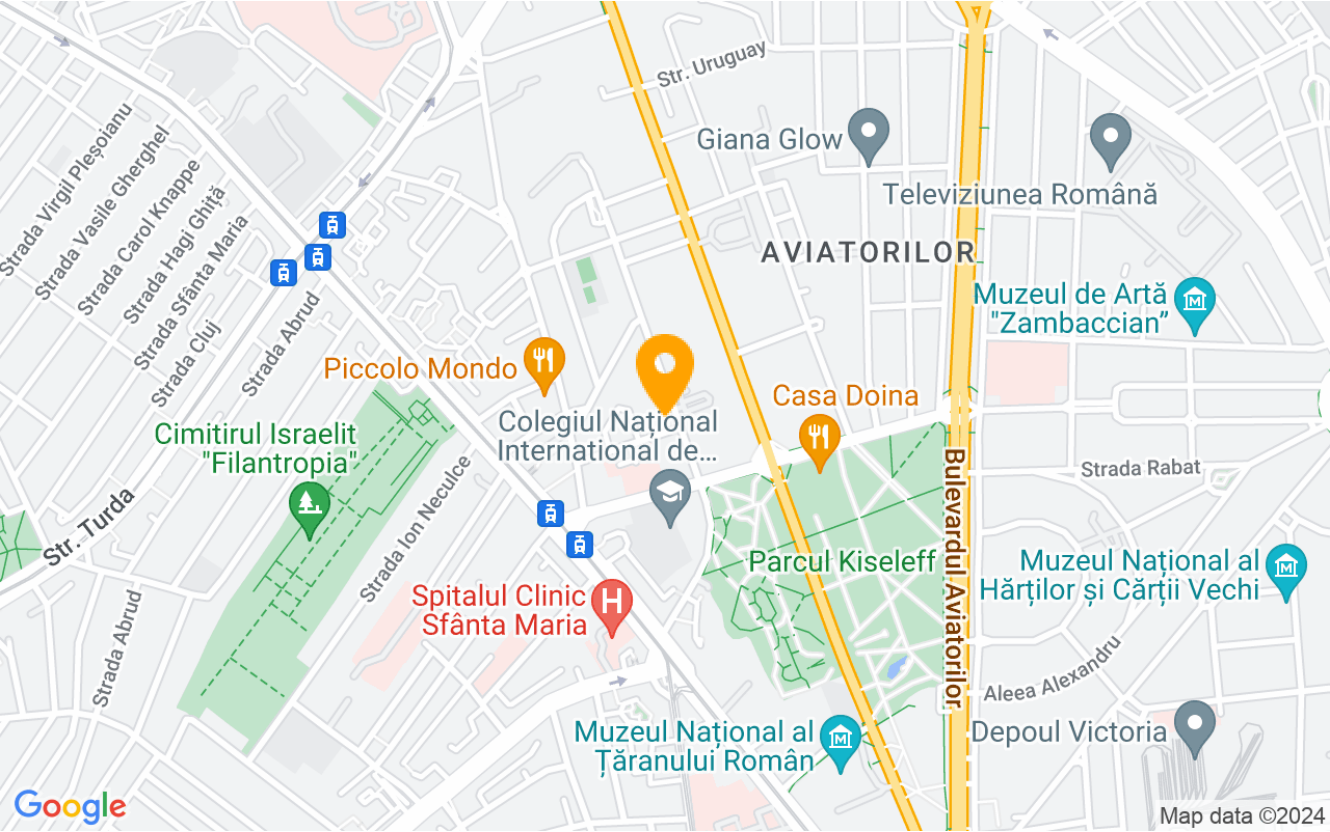 Str. Uruguay
Strada Virgil Pleșoianu
Strada Vasile Gherghel
Strada Carol Knappe
Strada Hagi Ghiță
Strada Sfânta Maria
Strada Cluj
Strada Abrud
Giana Glow
Televiziunea Română
AVIATORILOR
Muzeul de Artă
"Zambaccian”
M
Piccolo Mondo
Casa Doina
Colegiul Național
International de...
Cimitirul Israelit
"Filantropia"
Strada Rabat
Str. Turda
Strada Ion Neculce
Bulevardul Aviatorilor
Parcul Kiseleff
Muzeul Național al
Hărților și Cărții Vechi
M
Spitalul Clinic
Sfânta Maria
H
Strada Abrud
Aleea Alexandru
Depoul Victoria
Muzeul Național al
Țăranului Român
M
Google
Map data ©2024